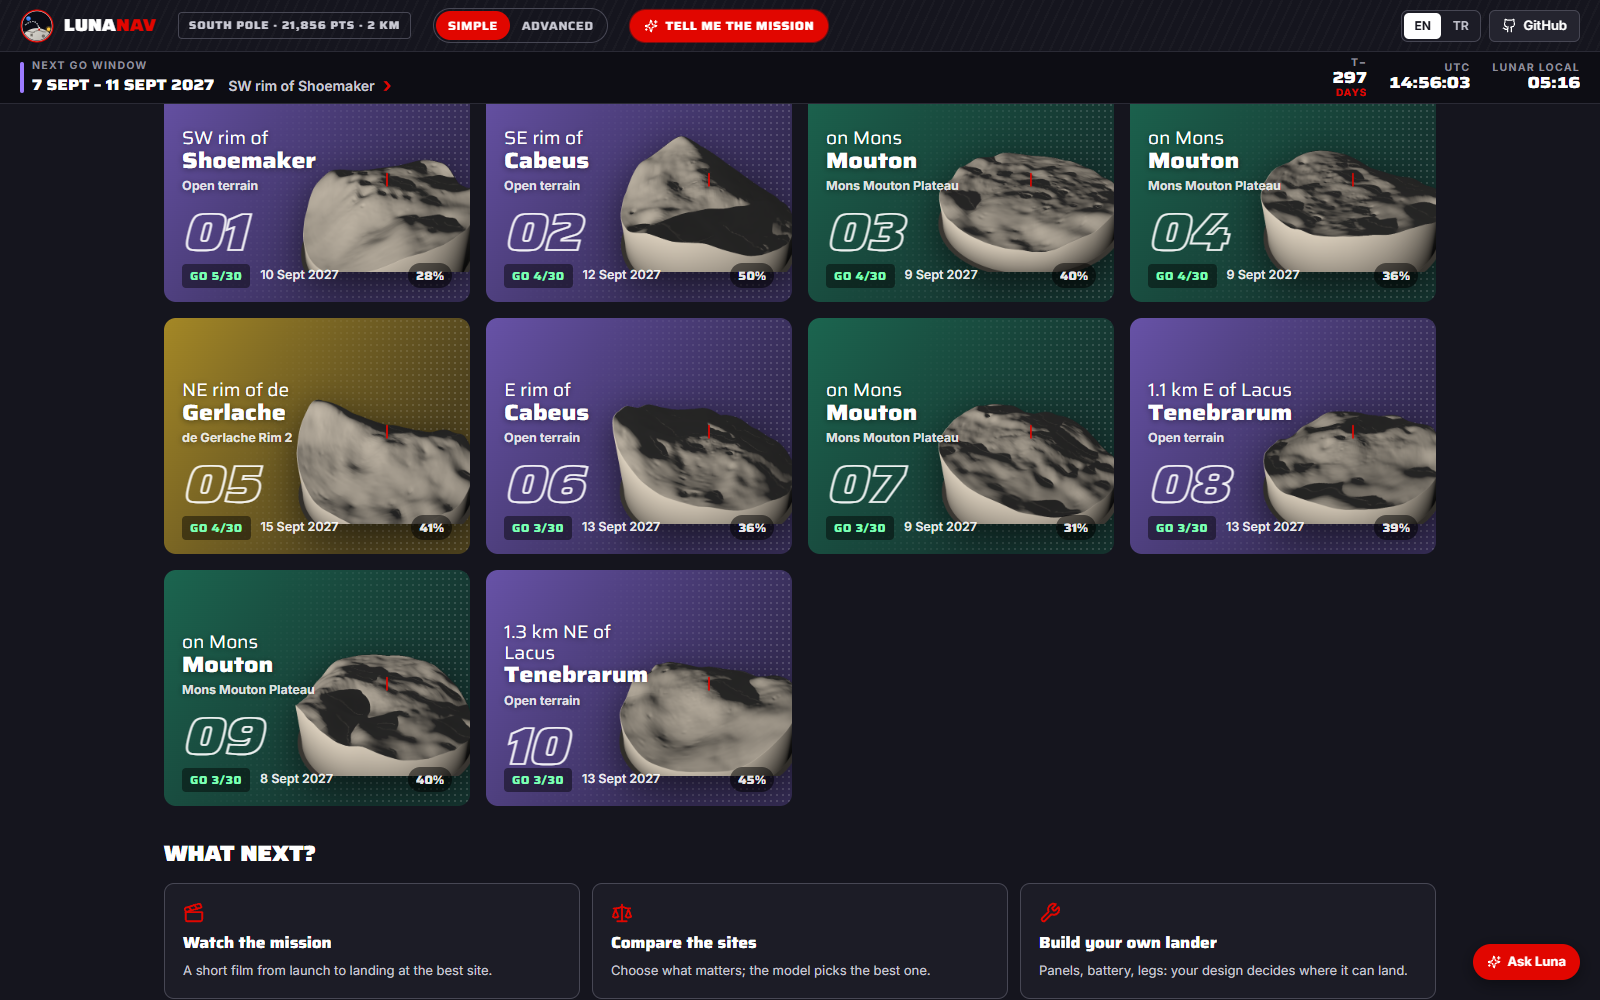 LUNANAV
SOUTH POLE · 21,856 PTS · 2 KM
SIMPLE
ADVANCED
TELL ME THE MISSION
EN
TR
GitHub
NEXT GO WINDOW
7 SEPT – 11 SEPT 2027
SW rim of Shoemaker
T−
297
DAYS
UTC
14:56:03
LUNAR LOCAL
05:16
SW rim of
Shoemaker
Open terrain
01
GO 5/30
10 Sept 2027
28%
SE rim of
Cabeus
Open terrain
02
GO 4/30
12 Sept 2027
50%
on Mons
Mouton
Mons Mouton Plateau
03
GO 4/30
9 Sept 2027
40%
on Mons
Mouton
Mons Mouton Plateau
04
GO 4/30
9 Sept 2027
36%
NE rim of de
Gerlache
de Gerlache Rim 2
05
GO 4/30
15 Sept 2027
41%
E rim of
Cabeus
Open terrain
06
GO 3/30
13 Sept 2027
36%
on Mons
Mouton
Mons Mouton Plateau
07
GO 3/30
9 Sept 2027
31%
1.1 km E of Lacus
Tenebrarum
Open terrain
08
GO 3/30
13 Sept 2027
39%
on Mons
Mouton
Mons Mouton Plateau
09
GO 3/30
8 Sept 2027
40%
1.3 km NE of
Lacus
Tenebrarum
Open terrain
10
GO 3/30
13 Sept 2027
45%
WHAT NEXT?
Watch the mission
A short film from launch to landing at the best site.
Compare the sites
Choose what matters; the model picks the best one.
Build your own lander
Panels, battery, legs: your design decides where it can land.
Ask Luna